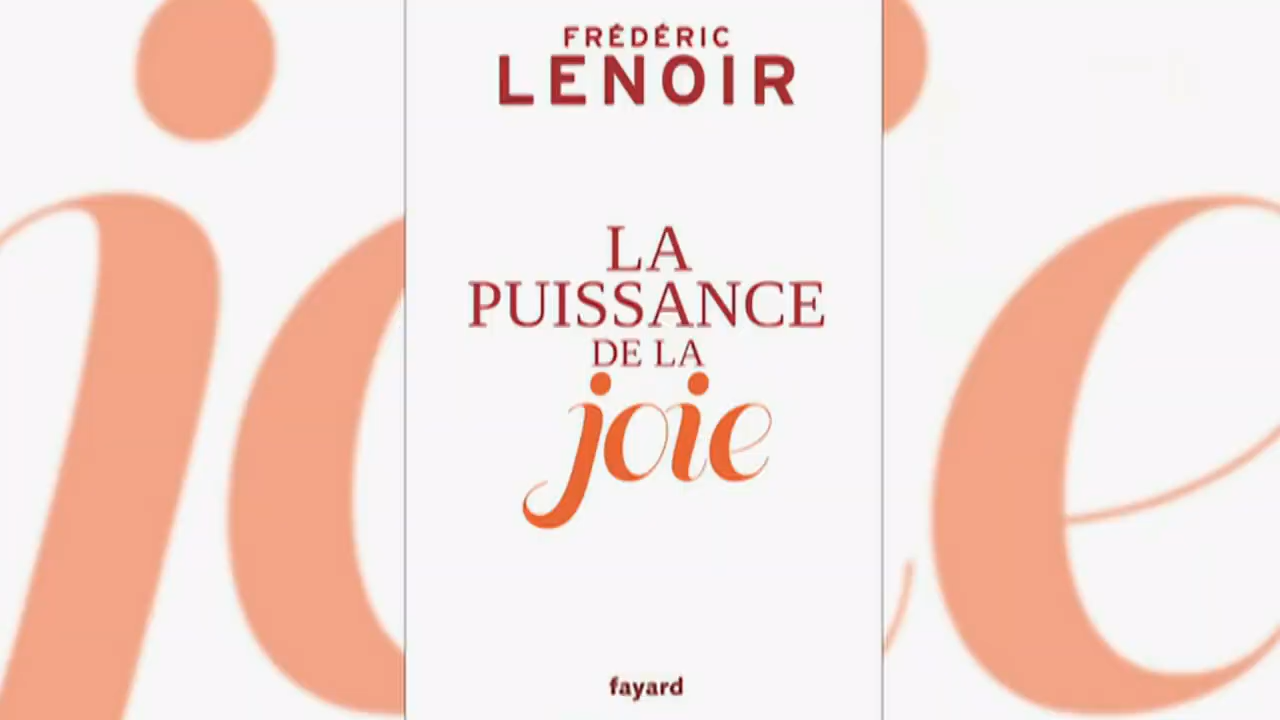 FRÉDÉRIC
LENOIR
LA
PUISSANCE
DE LA
joie
fayard